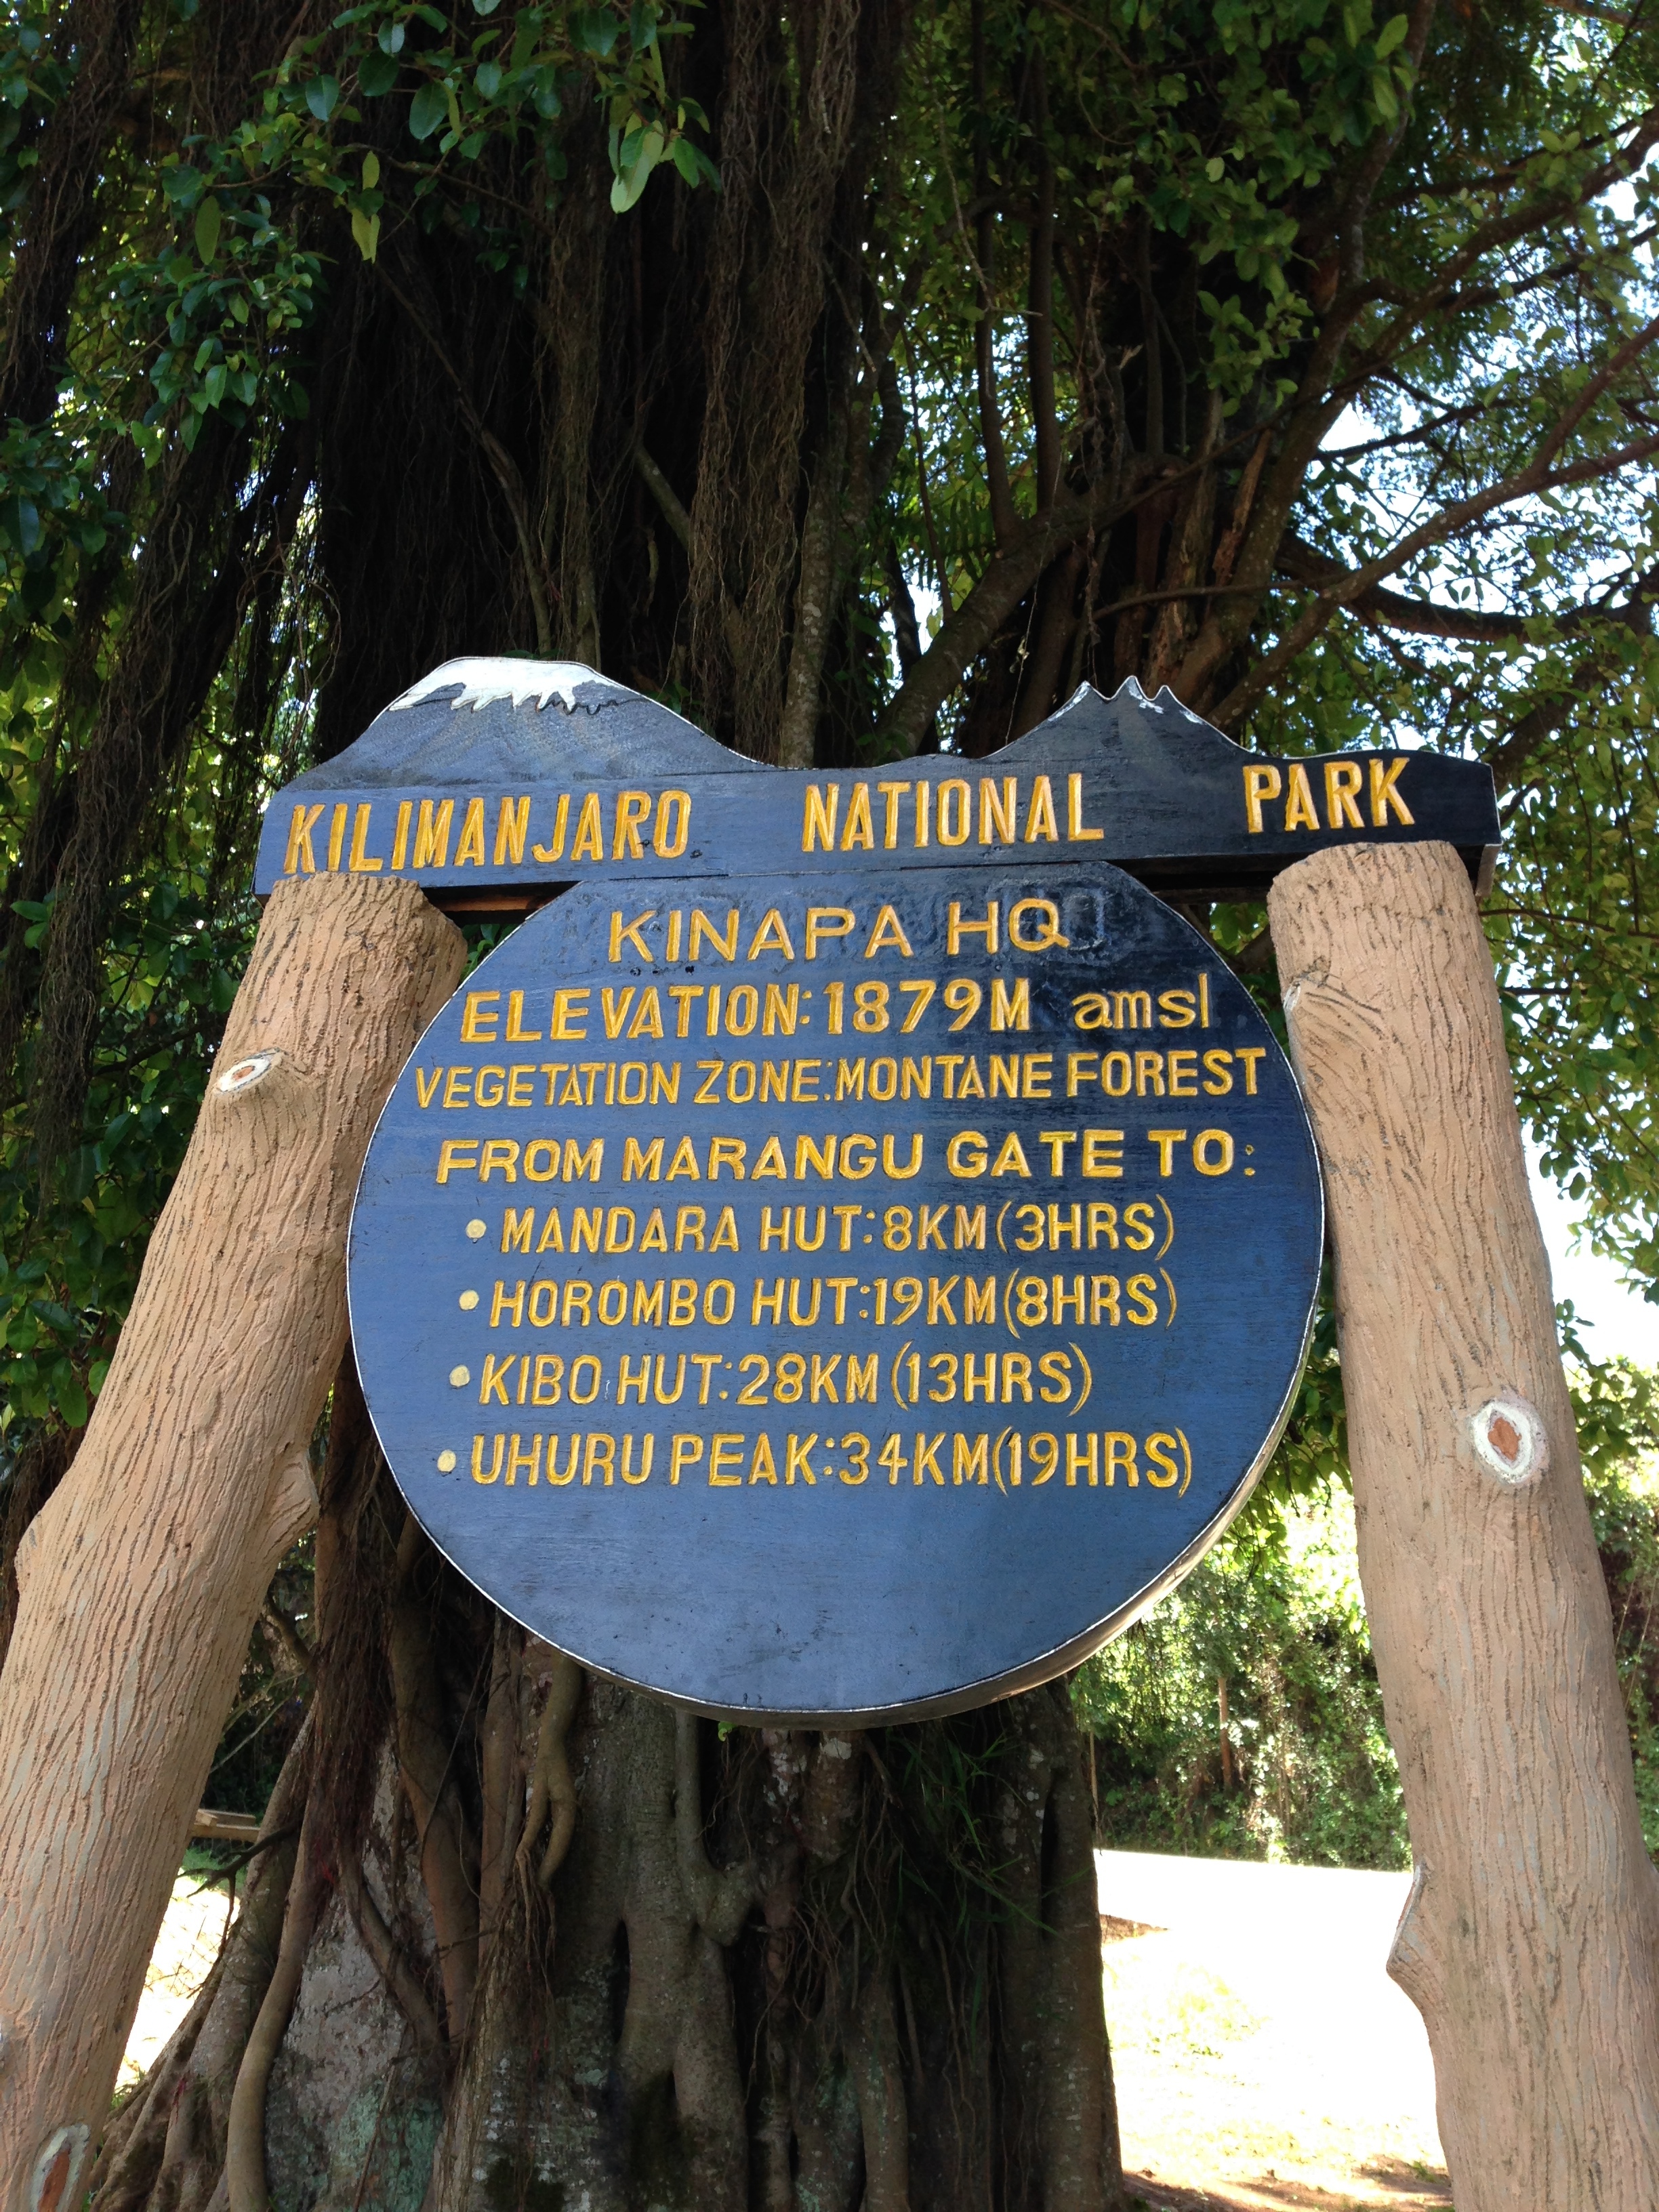 KILIMANJARO NATIONAL PARK
KINAPA HQ
ELEVATION: 1879M amsl
VEGETATION ZONE: MONTANE FOREST
FROM MARANGU GATE TO:
• MANDARA HUT: 8KM (3HRS)
• HOROMBO HUT: 19KM (8HRS)
• KIBO HUT: 28KM (13HRS)
• UHURU PEAK: 34KM (19HRS)